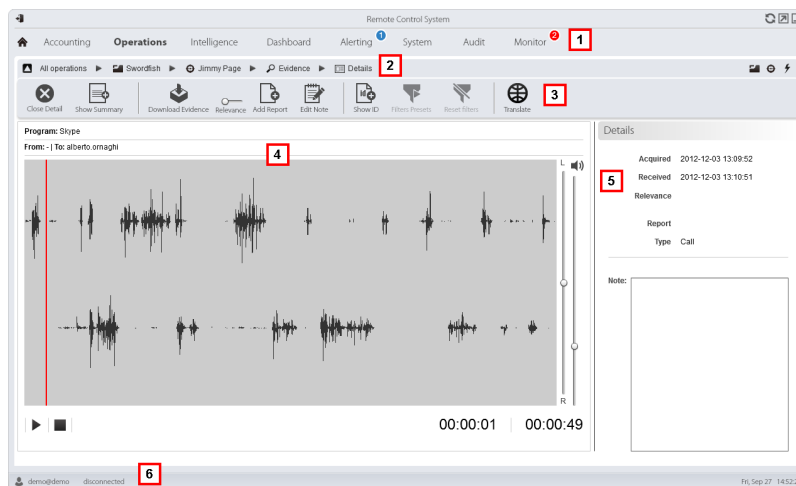 Remote Control System
Accounting Operations Intelligence Dashboard Alerting 1 System Audit Monitor 2 1
All operations Swordfish Jimmy Page Evidence Details 2
Close Detail Show Summary Download Evidence Relevance Add Report Edit Note Show ID Filters Presets Reset filters Translate 3
Program: Skype
From: - | To: alberto.ornaghi
4
L
R
00:00:01 00:00:49
Details
Acquired 2012-12-03 13:09:52
5 Received 2012-12-03 13:10:51
Relevance
Report
Type Call
Note:
demo@demo disconnected 6 Fri, Sep 27 14:52:2